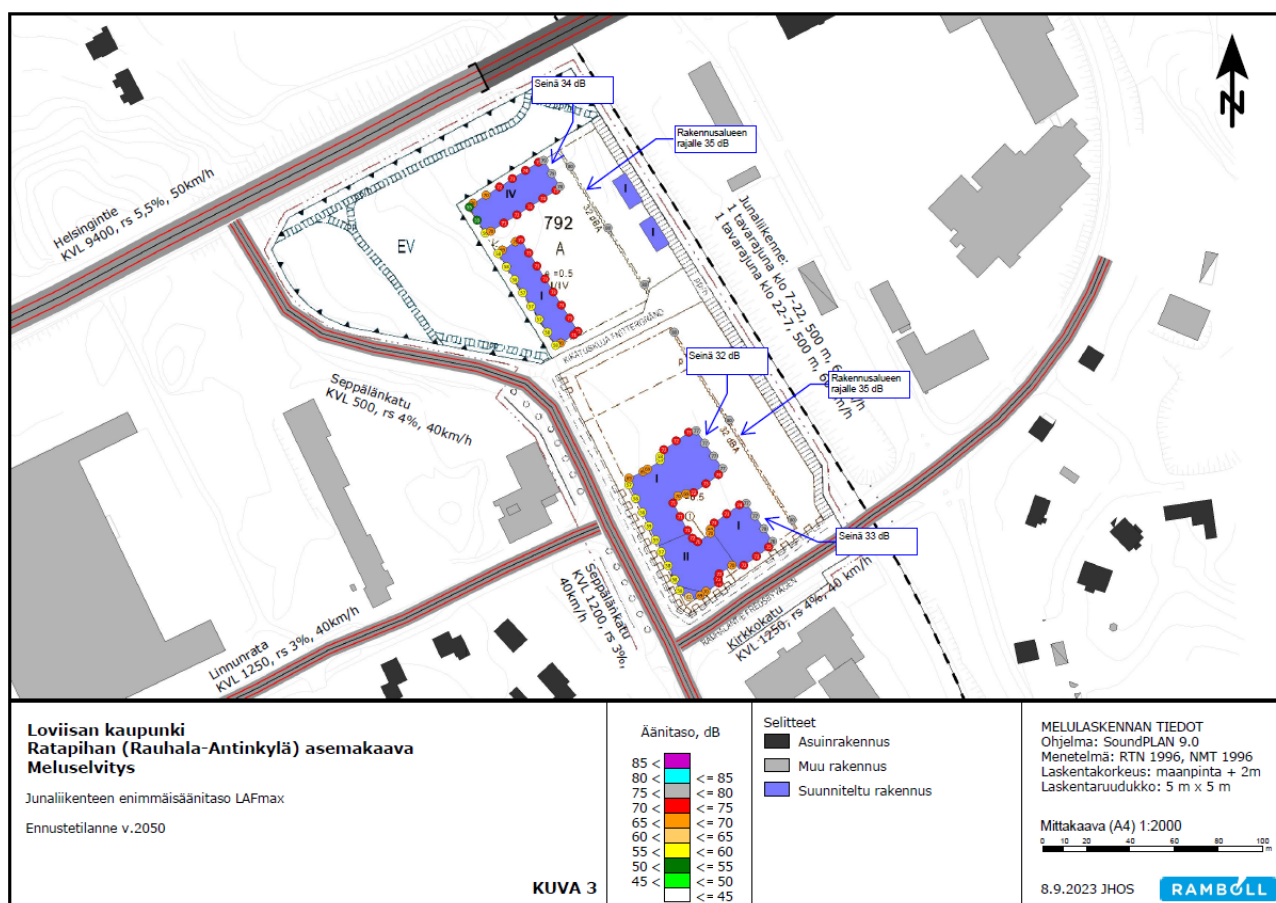 Seinä 34 dB
Rakennusalueen
rajalle 35 dB
N
Helsingintie
KVL 9400, rs 5,5%, 50km/h
IV
I
I
792
A
32 dBA
EV
I
Junaliikenne:
1 tavarajuna klo 7-22, 500 m,
1 tavarajuna klo 22-7, 500 m,
Seppälänkatu
KVL 500, rs 4%, 40km/h
Seinä 32 dB
Rakennusalueen
rajalle 35 dB
32 dBA
I
I
II
Seinä 33 dB
Seppälänkatu
KVL 1200, rs 3%,
40km/h
Kirkkokatu
KVL 1250, rs 4%, 40 km/h
Linnunrata
KVL 1250, rs 3%, 40km/h
Loviisan kaupunki
Ratapihan (Rauhala-Antinkylä) asemakaava
Meluselvitys
Junaliikenteen enimmäisäänitaso LAFmax
Ennustetilanne v.2050
KUVA 3
Äänitaso, dB
85 <
80 < <= 85
75 < <= 80
70 < <= 75
65 < <= 70
60 < <= 65
55 < <= 60
50 < <= 55
45 < <= 50
<= 45
Selitteet
Asuinrakennus
Muu rakennus
Suunniteltu rakennus
MELULASKENNAN TIEDOT
Ohjelma: SoundPLAN 9.0
Menetelmä: RTN 1996, NMT 1996
Laskentakorkeus: maanpinta + 2m
Laskentaruudukko: 5 m x 5 m
Mittakaava (A4) 1:2000
0 10 20 40 60 80 100
m
8.9.2023 JHOS
RAMBOLL